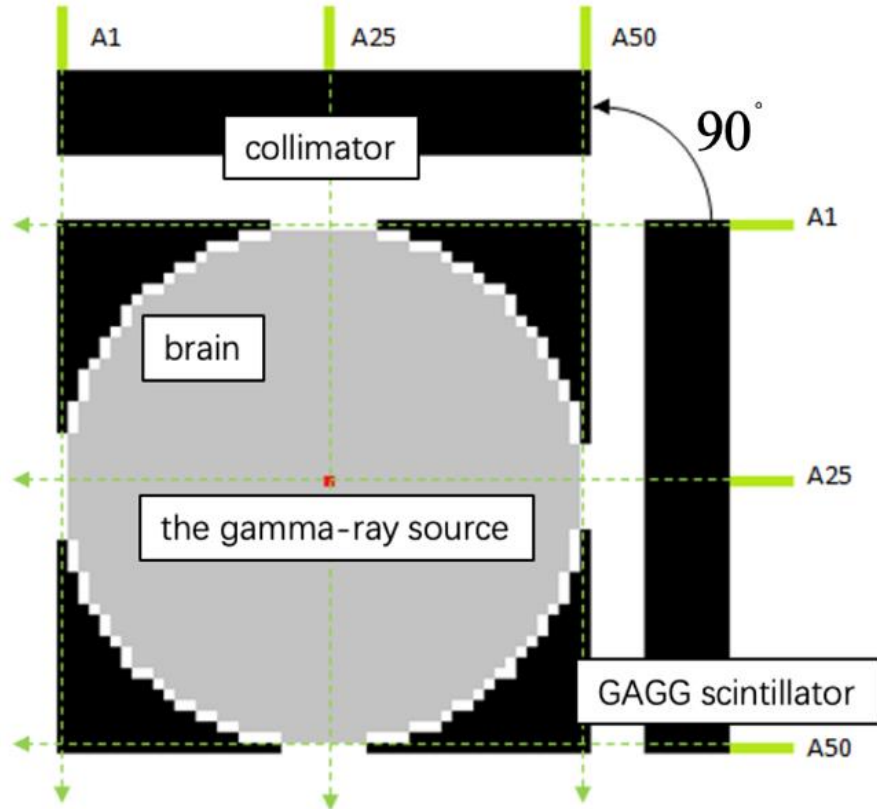 A1
A25
A50
collimator
90°
A1
brain
A25
the gamma-ray source
GAGG scintillator
A50